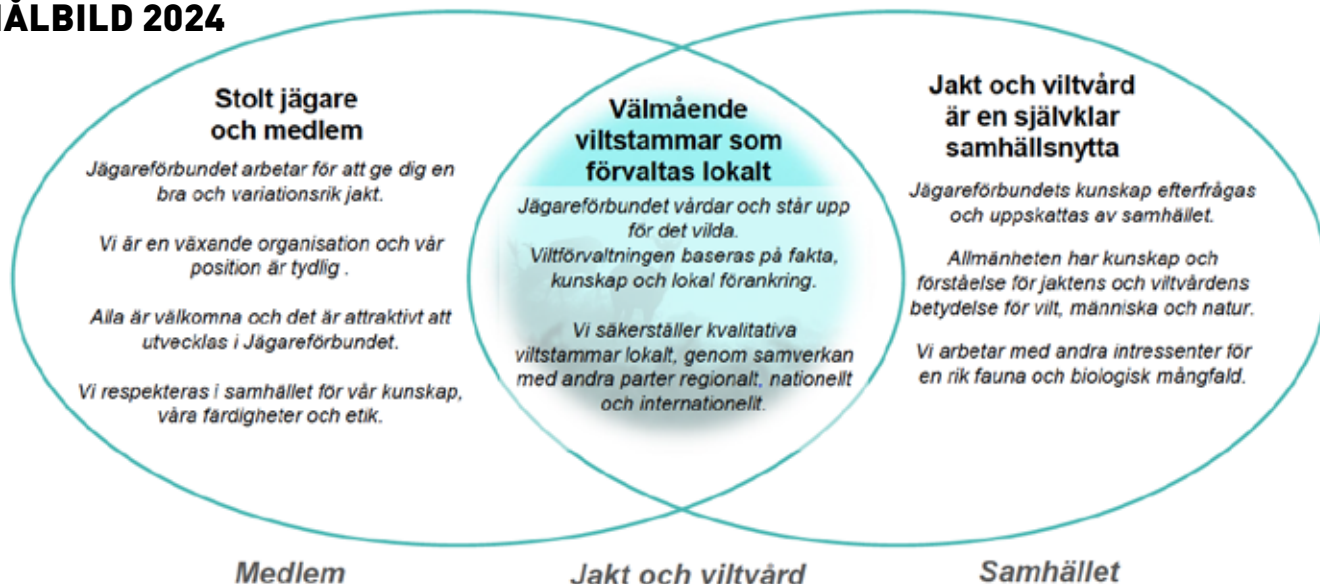 MÅLBILD 2024
Stolt jägare
och medlem
Jägareförbundet arbetar för att ge dig en
bra och variationsrik jakt.
Vi är en växande organisation och vår
position är tydlig .
Alla är välkomna och det är attraktivt att
utvecklas i Jägareförbundet.
Vi respekteras i samhället för vår kunskap,
våra färdigheter och etik.
Medlem
Välmående
viltstammar som
förvaltas lokalt
Jägareförbundet vårdar och står upp
för det vilda.
Viltförvaltningen baseras på fakta,
kunskap och lokal förankring.
Vi säkerställer kvalitativa
viltstammar lokalt, genom samverkan
med andra parter regionalt, nationellt
och internationellt.
Jakt och viltvård
Jakt och viltvård
är en självklar
samhällsnytta
Jägareförbundets kunskap efterfrågas
och uppskattas av samhället.
Allmänheten har kunskap och
förståelse för jaktens och viltvårdens
betydelse för vilt, människa och natur.
Vi arbetar med andra intressenter för
en rik fauna och biologisk mångfald.
Samhället